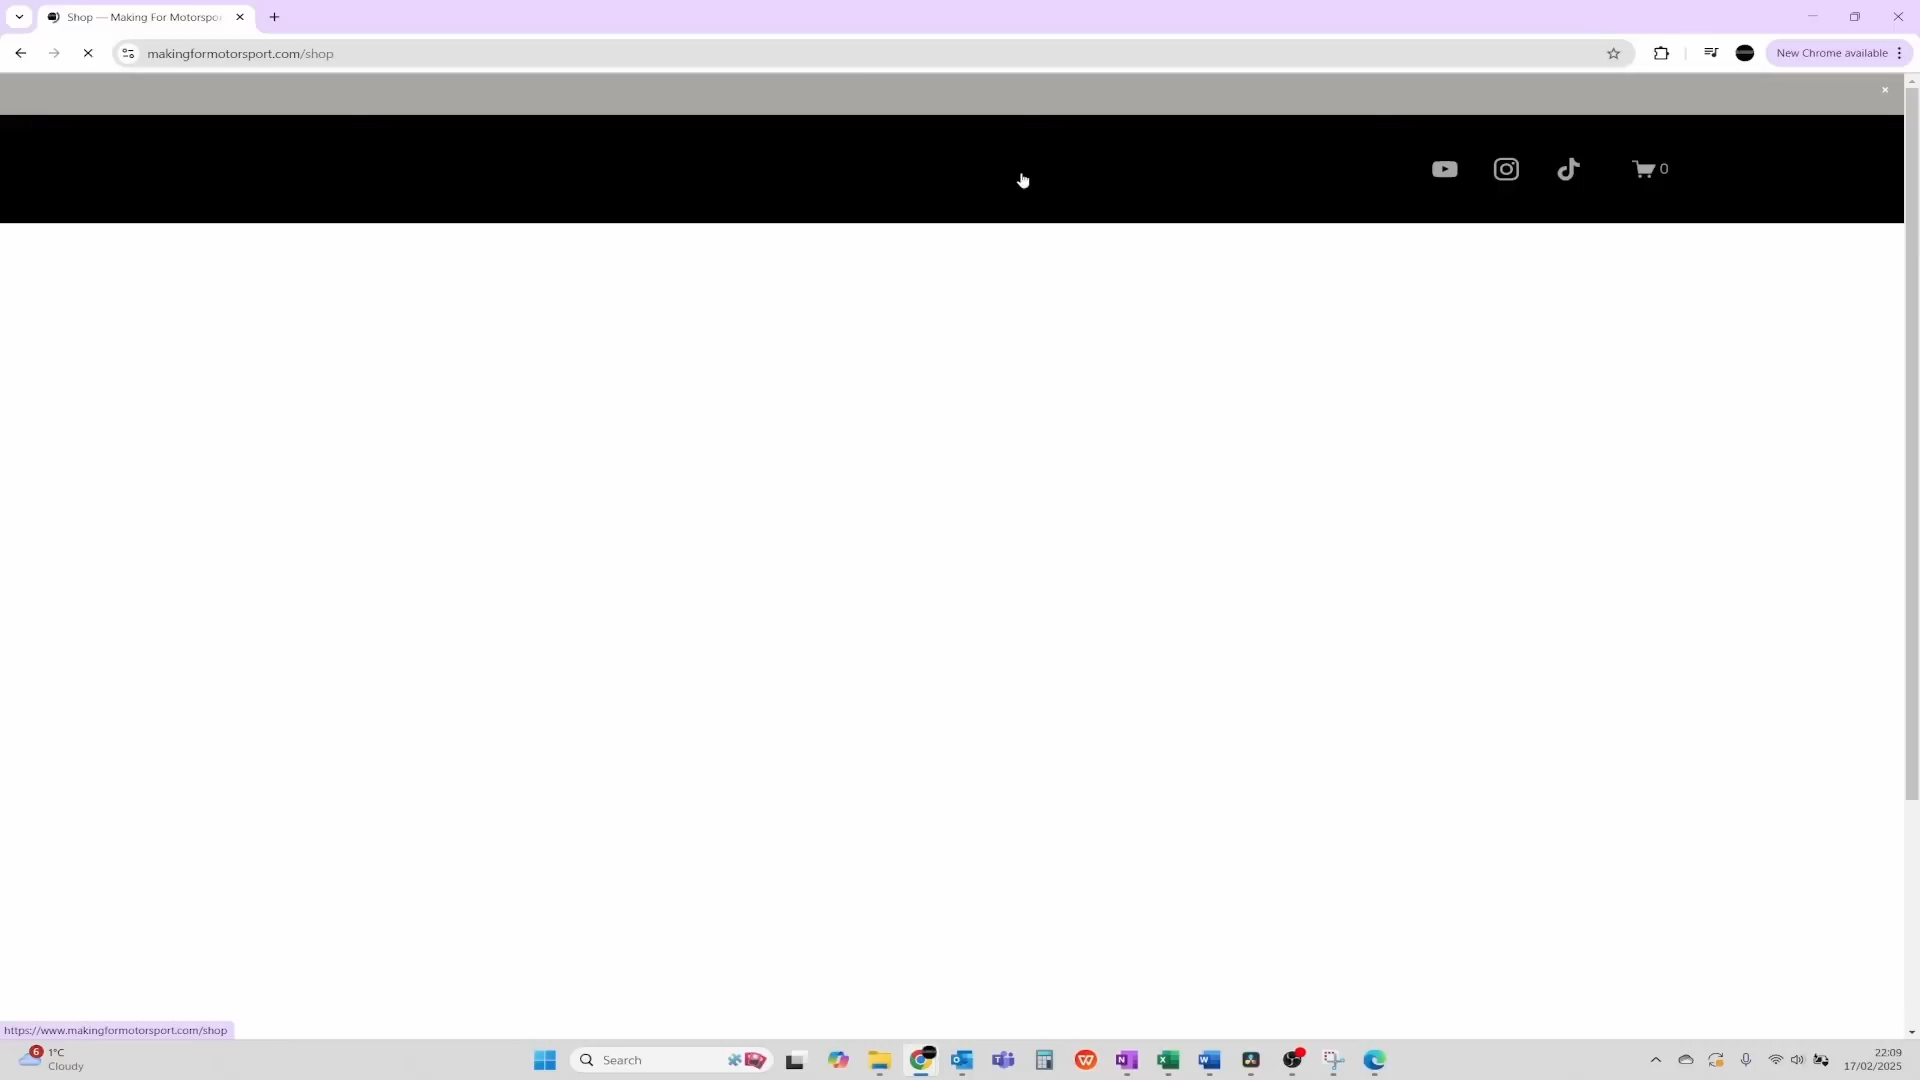 Shop — Making For Motorspo
makingformotorsport.com/shop
New Chrome available
0
https://www.makingformotorsport.com/shop
6
1°C
Cloudy
Search
22:09
17/02/2025